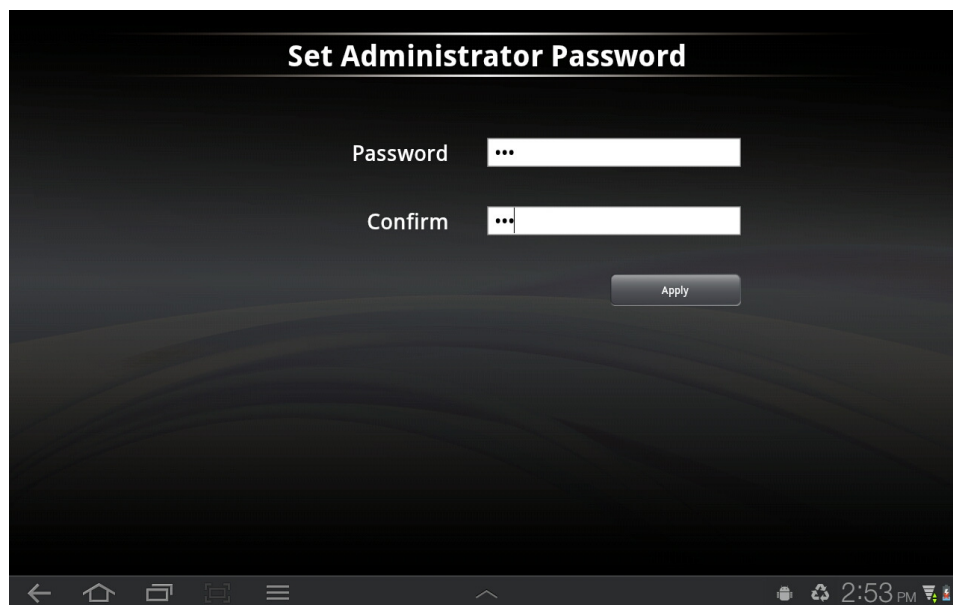 Set Administrator Password
Password •••
Confirm •••
Apply
2:53 PM